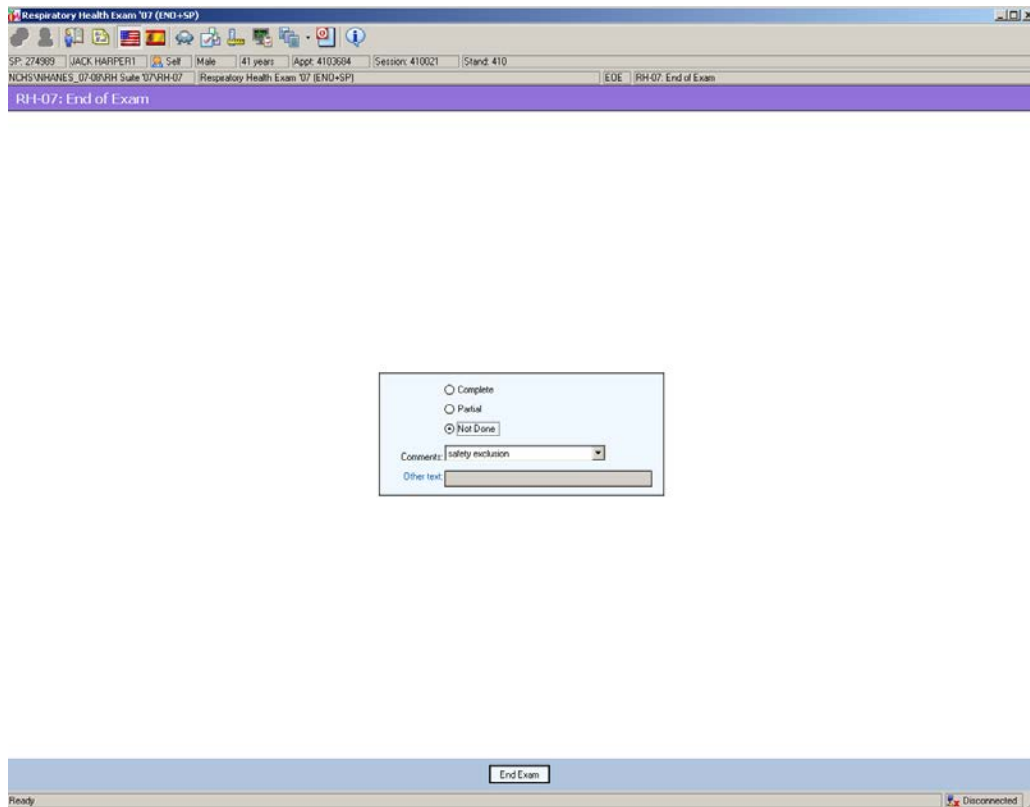 Respiratory Health Exam '07 (ENO+SP)
SP: 274989 JACK HARPER1 Self Male 41 years Appt: 4103684 Session: 410021 Stand: 410
NCHS\NHANES_07-08\RH Suite '07\RH-07 Respiratory Health Exam '07 (ENO+SP) EOE RH-07: End of Exam
RH-07: End of Exam
Complete
Partial
Not Done
Comments: safety exclusion
Other text:
End Exam
Ready Disconnected